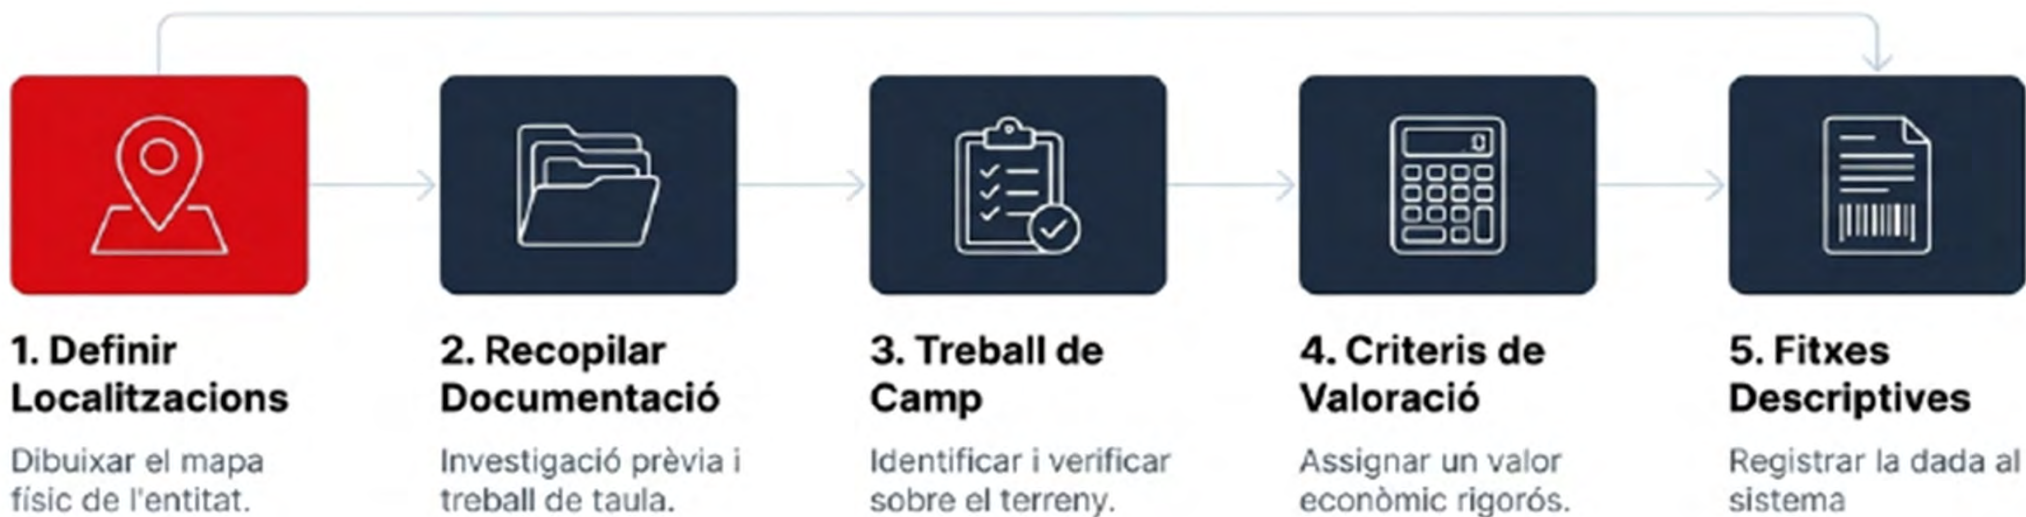 1. Definir
Localitzacions
Dibuixar el mapa
físic de l'entitat.
2. Recopilar
Documentació
Investigació prèvia i
treball de taula.
3. Treball de
Camp
Identificar i verificar
sobre el terreny.
0
4. Criteris de
Valoració
Assignar un valor
econòmic rigorós.
5. Fitxes
Descriptives
Registrar la dada al
sistema